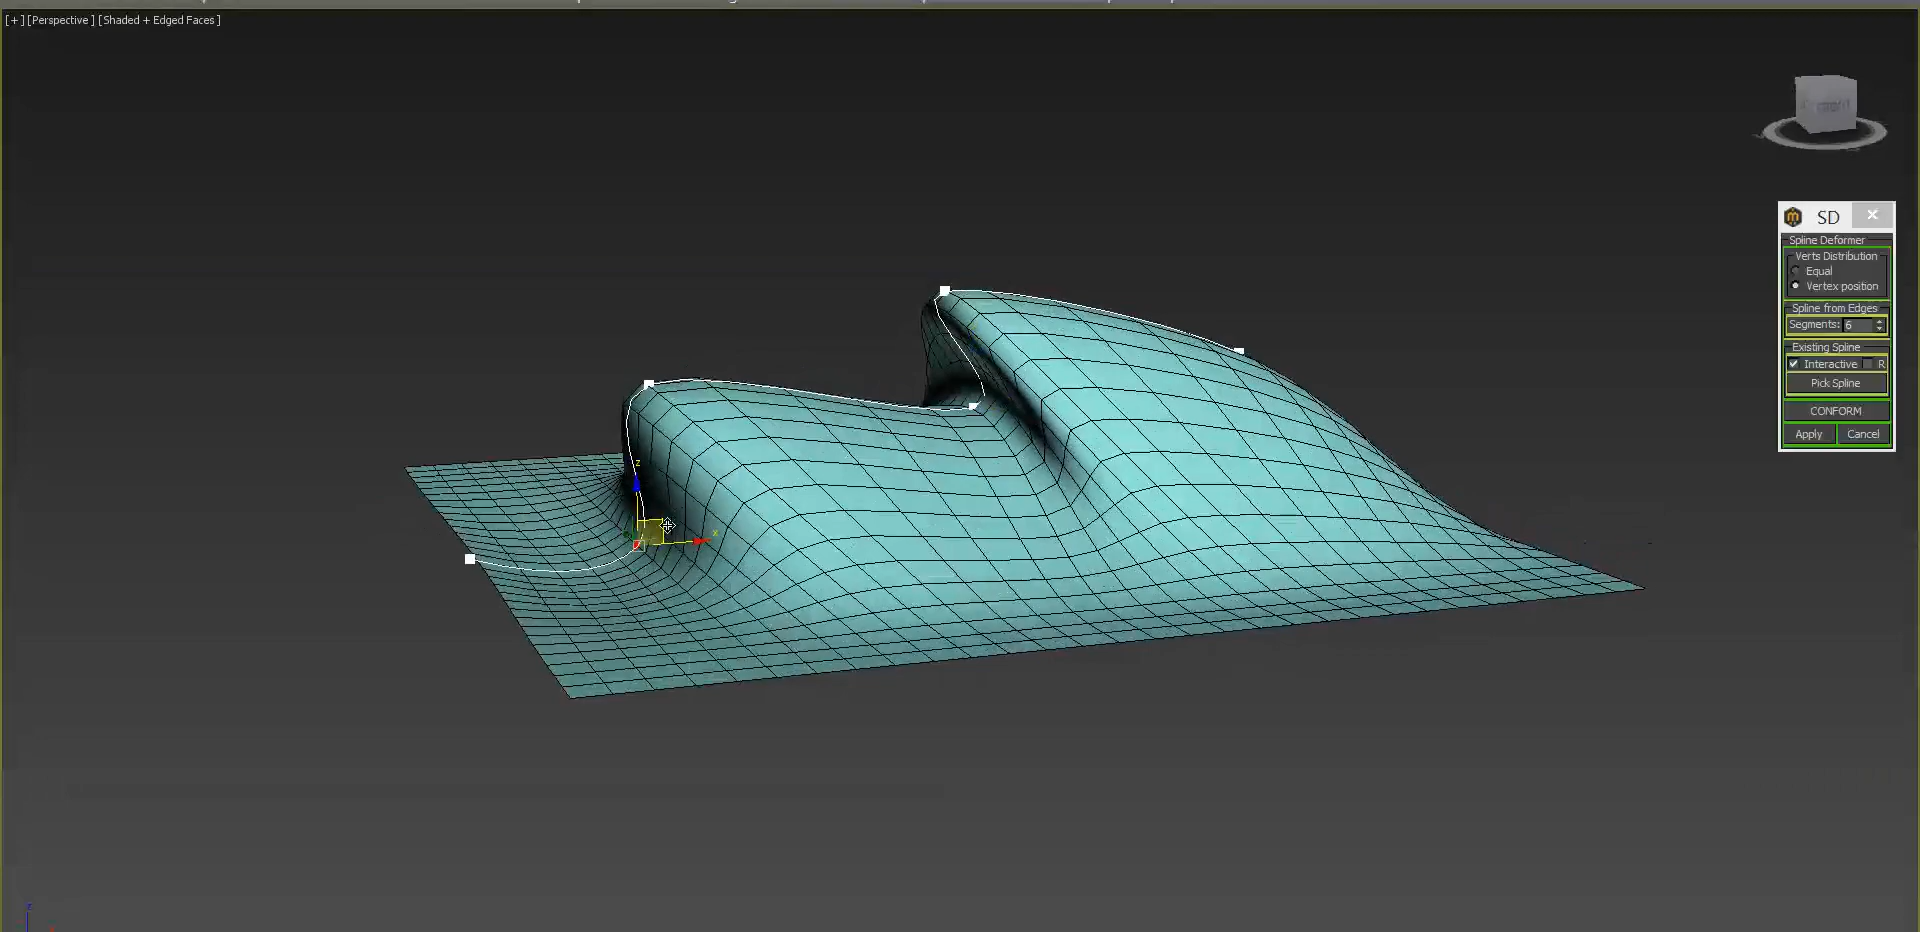 [+] [Perspective ] [Shaded + Edged Faces ]
SD
Spline Deformer
Verts Distribution
Equal
Vertex position
Spline from Edges
Segments: 6
Existing Spline
Interactive R
Pick Spline
CONFORM
Apply Cancel
z
x
z